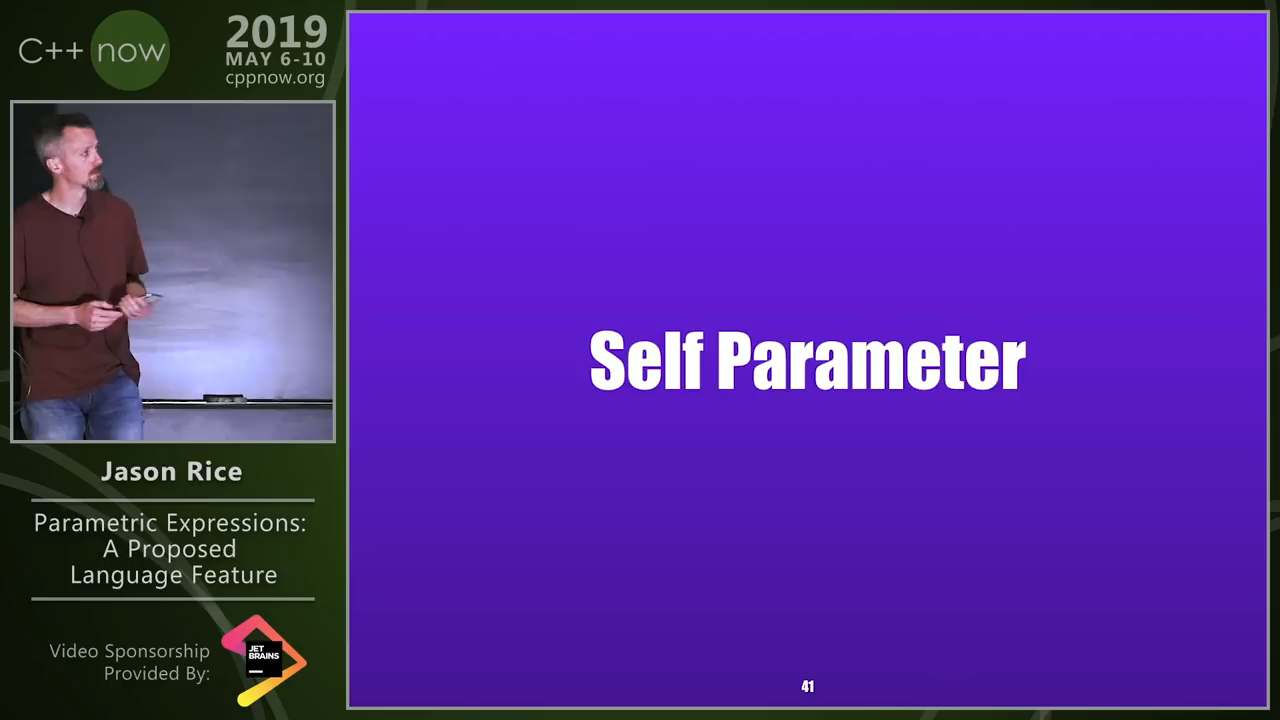 C++ now
2019
MAY 6-10
cppnow.org
Jason Rice
Parametric Expressions:
A Proposed
Language Feature
Video Sponsorship
Provided By:
JET
BRAINS
Self Parameter
41